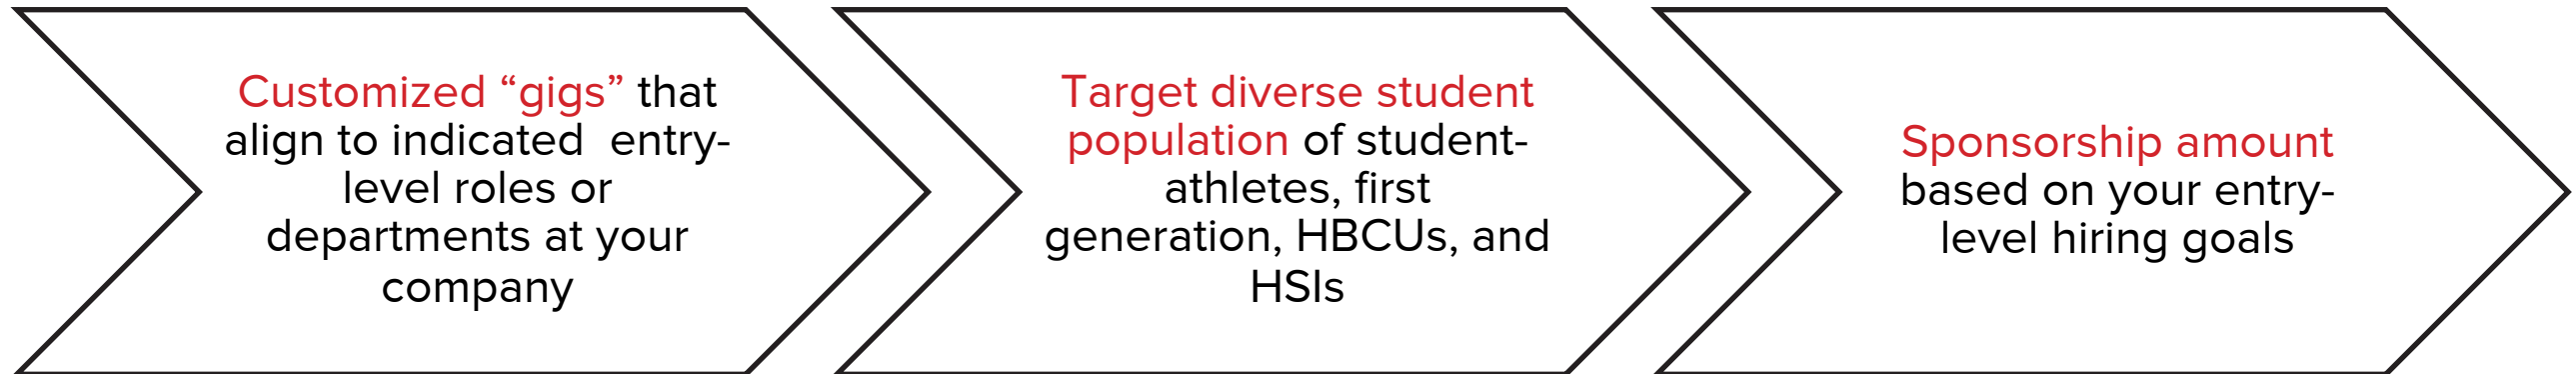 Customized “gigs” that
align to indicated  entry-
level roles or
departments at your
company
Target diverse student
population of student-
athletes, first
generation, HBCUs, and
HSIs
Sponsorship amount
based on your entry-
level hiring goals